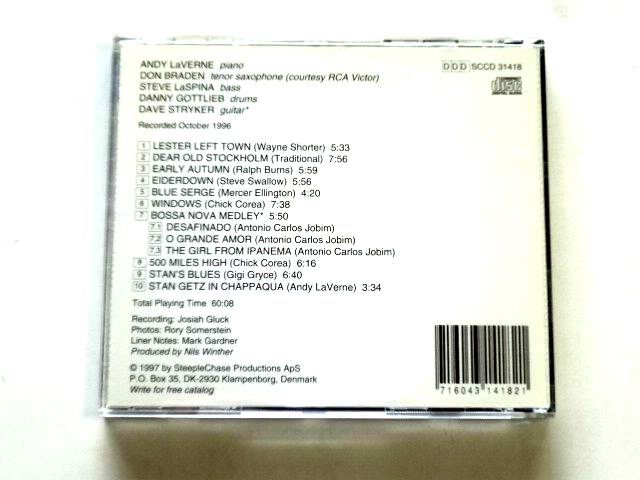 ANDY LaVERNE piano
DON BRADEN tenor saxophone (courtesy RCA Victor)
STEVE LaSPINA bass
DANNY GOTTLIEB drums
DAVE STRYKER guitar*
Recorded October 1996
DDD SCCD 31418
COMPACT disc DIGITAL AUDIO
1 LESTER LEFT TOWN (Wayne Shorter) 5:33
2 DEAR OLD STOCKHOLM (Traditional) 7:56
3 EARLY AUTUMN (Ralph Burns) 5:59
4 EIDERDOWN (Steve Swallow) 5:56
5 BLUE SERGE (Mercer Ellington) 4:20
6 WINDOWS (Chick Corea) 7:38
7 BOSSA NOVA MEDLEY* 5:50
7.1 DESAFINADO (Antonio Carlos Jobim)
7.2 O GRANDE AMOR (Antonio Carlos Jobim)
7.3 THE GIRL FROM IPANEMA (Antonio Carlos Jobim)
8 500 MILES HIGH (Chick Corea) 6:16
9 STAN'S BLUES (Gigi Gryce) 6:40
10 STAN GETZ IN CHAPPAQUA (Andy LaVerne) 3:34
Total Playing Time 60:08
Recording: Josiah Gluck
Photos: Rory Somerstein
Liner Notes: Mark Gardner
Produced by Nils Winther
© 1997 by SteepleChase Productions ApS
P.O. Box 35, DK-2930 Klampenborg, Denmark
Write for free catalog
716043 141821